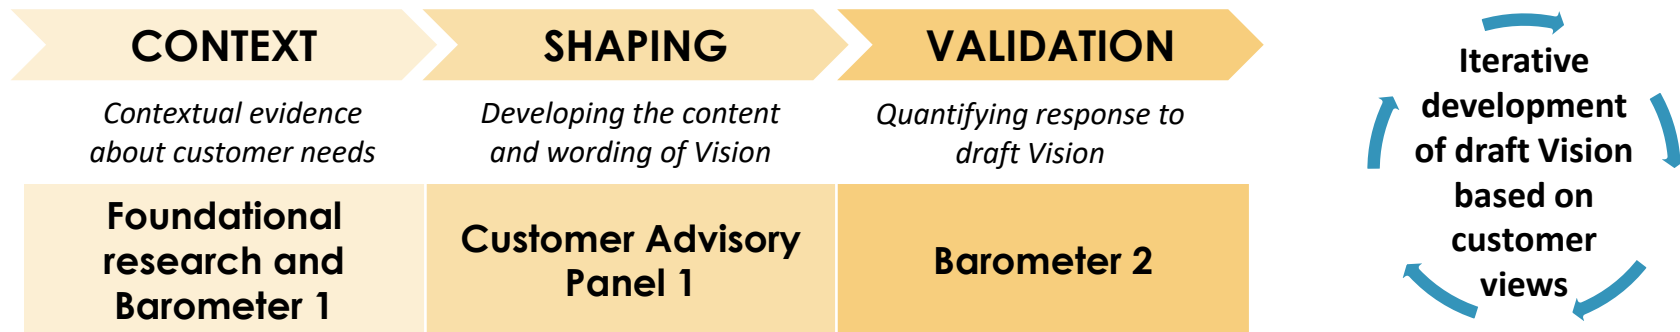 CONTEXT
SHAPING
VALIDATION
Contextual evidence
about customer needs
Developing the content
and wording of Vision
Quantifying response to
draft Vision
Foundational
research and
Barometer 1
Customer Advisory
Panel 1
Barometer 2
Iterative
development
of draft Vision
based on
customer
views